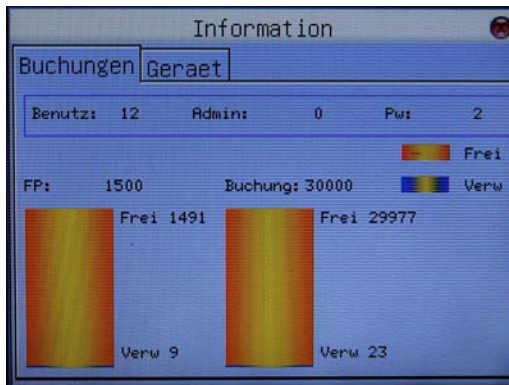 Information
Buchungen Geraet
Benutz: 12 Admin: 0 Pw: 2
Frei
FP: 1500 Buchung: 30000 Verw
Frei 1491 Frei 29977
Verw 9 Verw 23